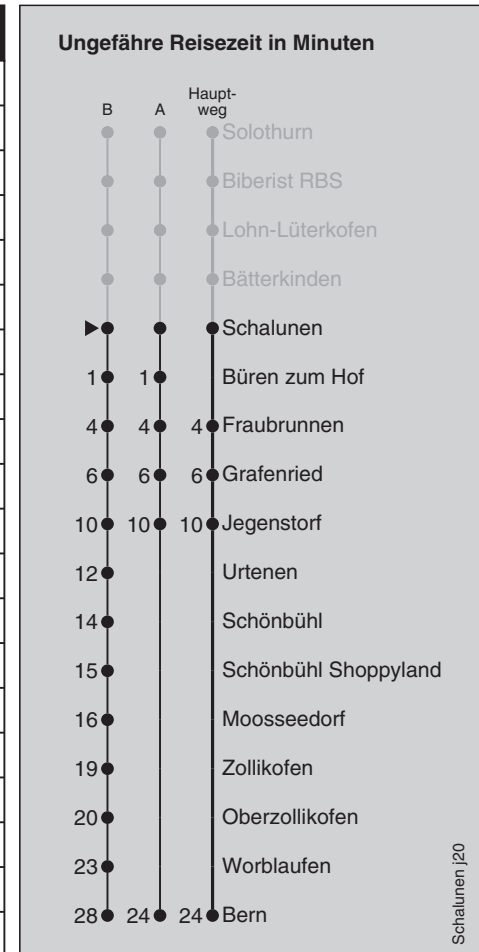 Ungefähre Reisezeit in Minuten
B A Haupt-
weg
Solothurn
Biberist RBS
Lohn-Lüterkofen
Bätterkinden
Schalunen
1 1 Büren zum Hof
4 4 4 Fraubrunnen
6 6 6 Grafenried
10 10 10 Jegenstorf
12 Urtenen
14 Schönbühl
15 Schönbühl Shoppyland
16 Moosseedorf
19 Zollikofen
20 Oberzollikofen
23 Worblaufen
28 24 24 Bern
Schalunen j20